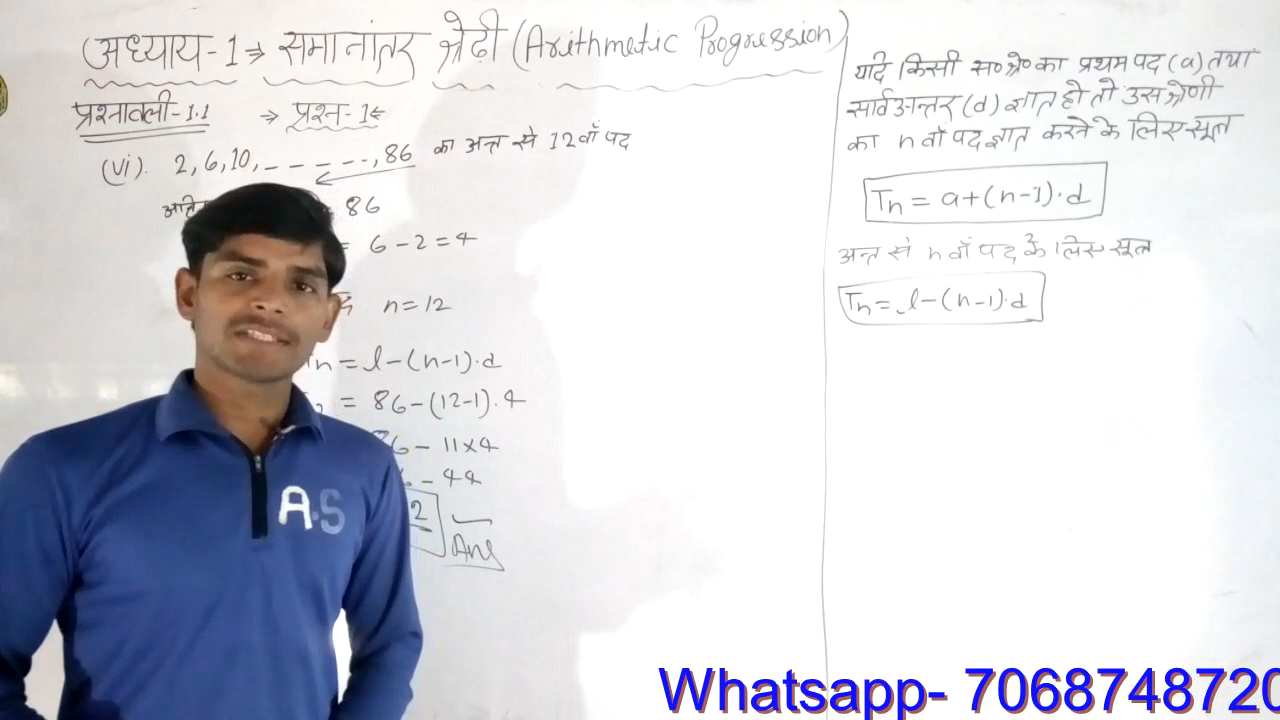 अध्याय-1 → समानांतर श्रेढ़ी (Arithmetic Progression)
प्रश्नावली-1.1 → प्रश्न-1
(vi). 2, 6, 10, - - - - -, 86 का अन्त से 12वाँ पद
86
= 6-2=4
n=12
Tn = l-(n-1).d
= 86-(12-1).4
86 - 11×4
- 44
2
Ans
यदि किसी स०श्रे० का प्रथम पद (a) तथा
सार्वअन्तर (d) ज्ञात हो तो उस श्रेणी
का n वाँ पद ज्ञात करने के लिए सूत्र
Tn = a+(n-1).d
अन्त से n वाँ पद के लिए सूत्र
Tn = l-(n-1).d
A.S
Whatsapp- 7068748720